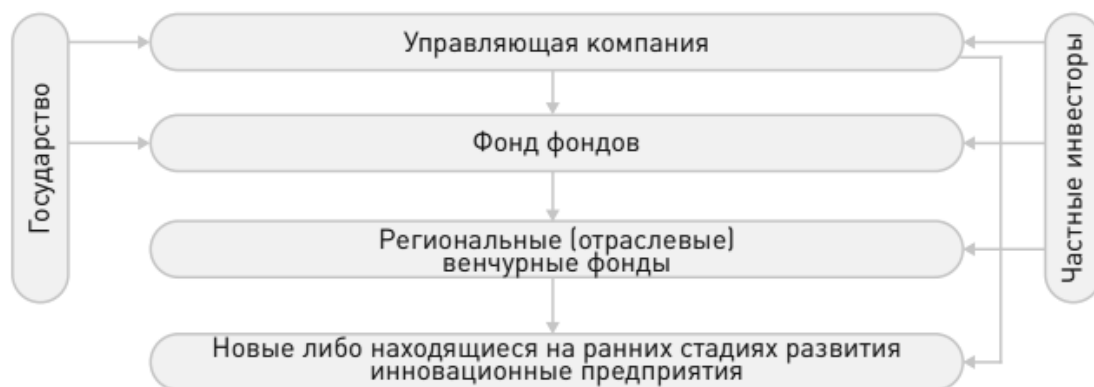 Государство
Управляющая компания
Фонд фондов
Региональные (отраслевые)
венчурные фонды
Новые либо находящиеся на ранних стадиях развития
инновационные предприятия
Частные инвесторы